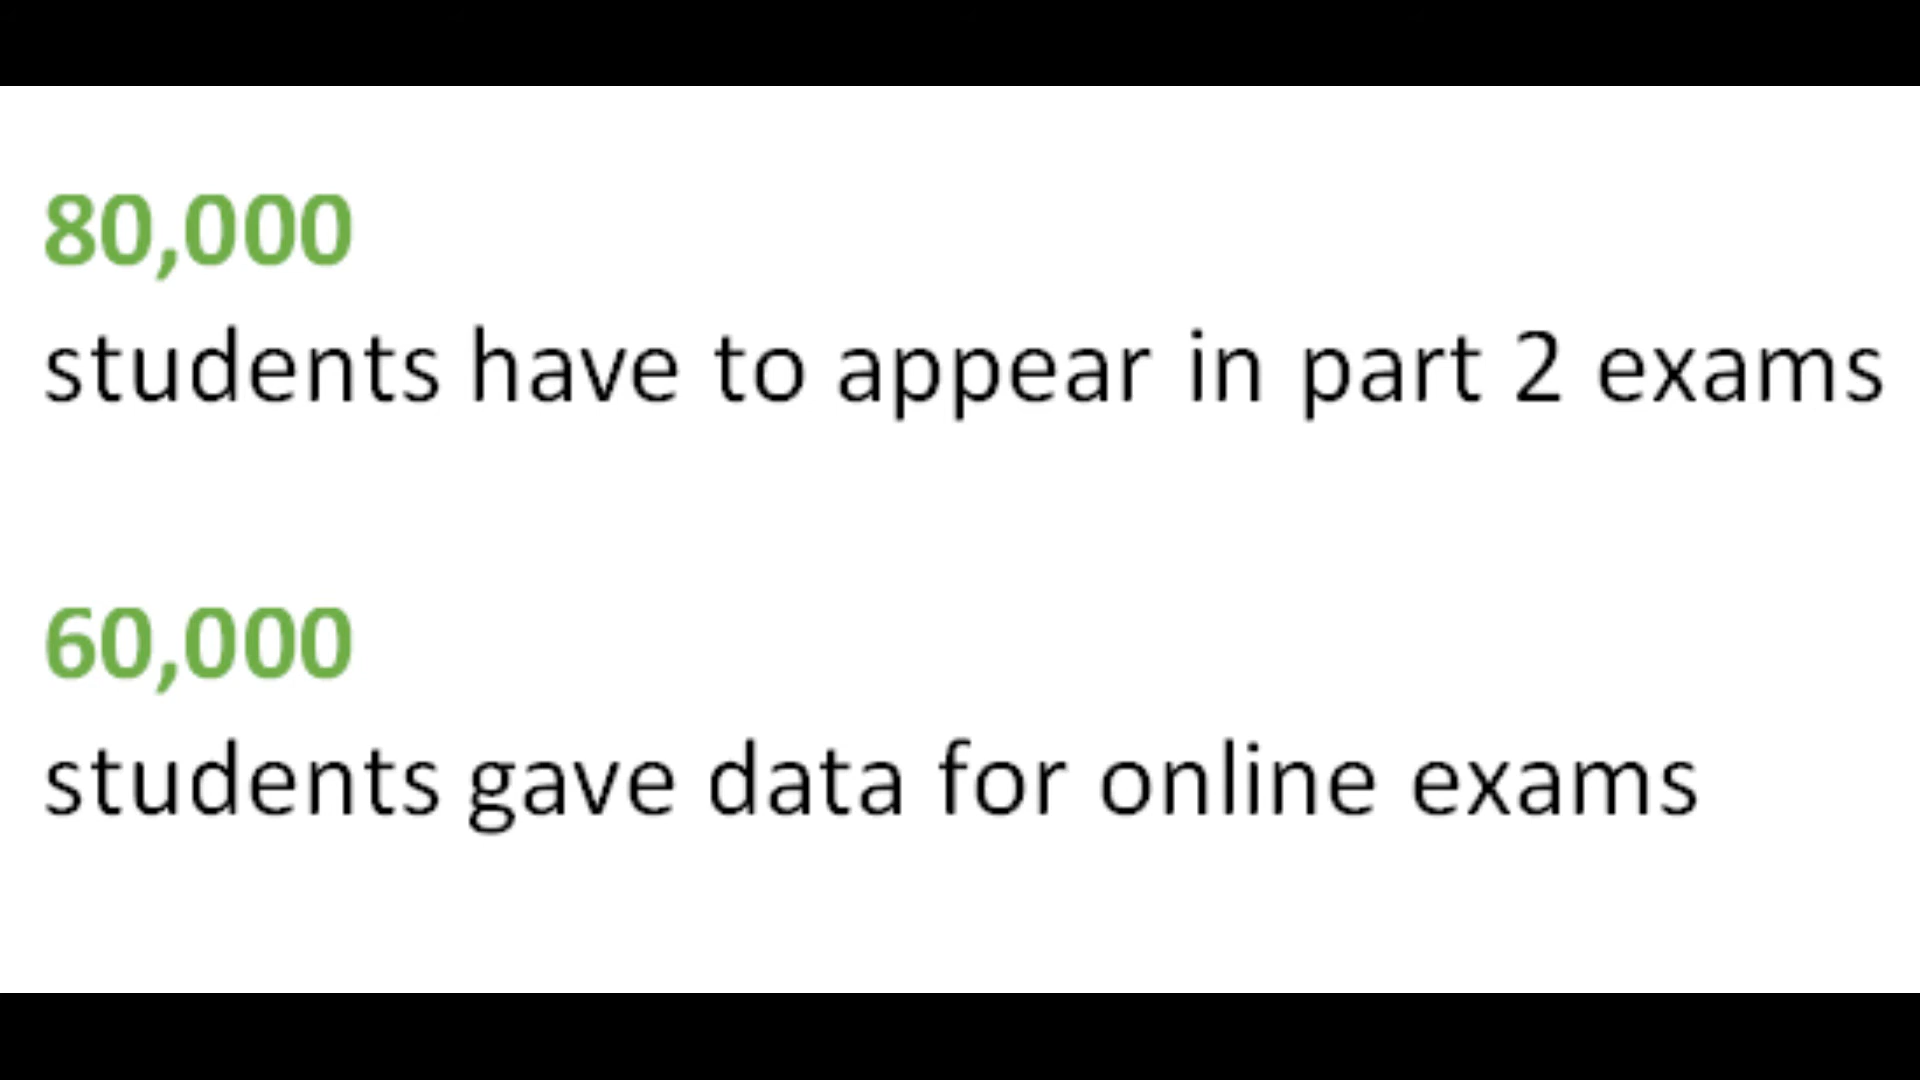 80,000
students have to appear in part 2 exams
60,000
students gave data for online exams